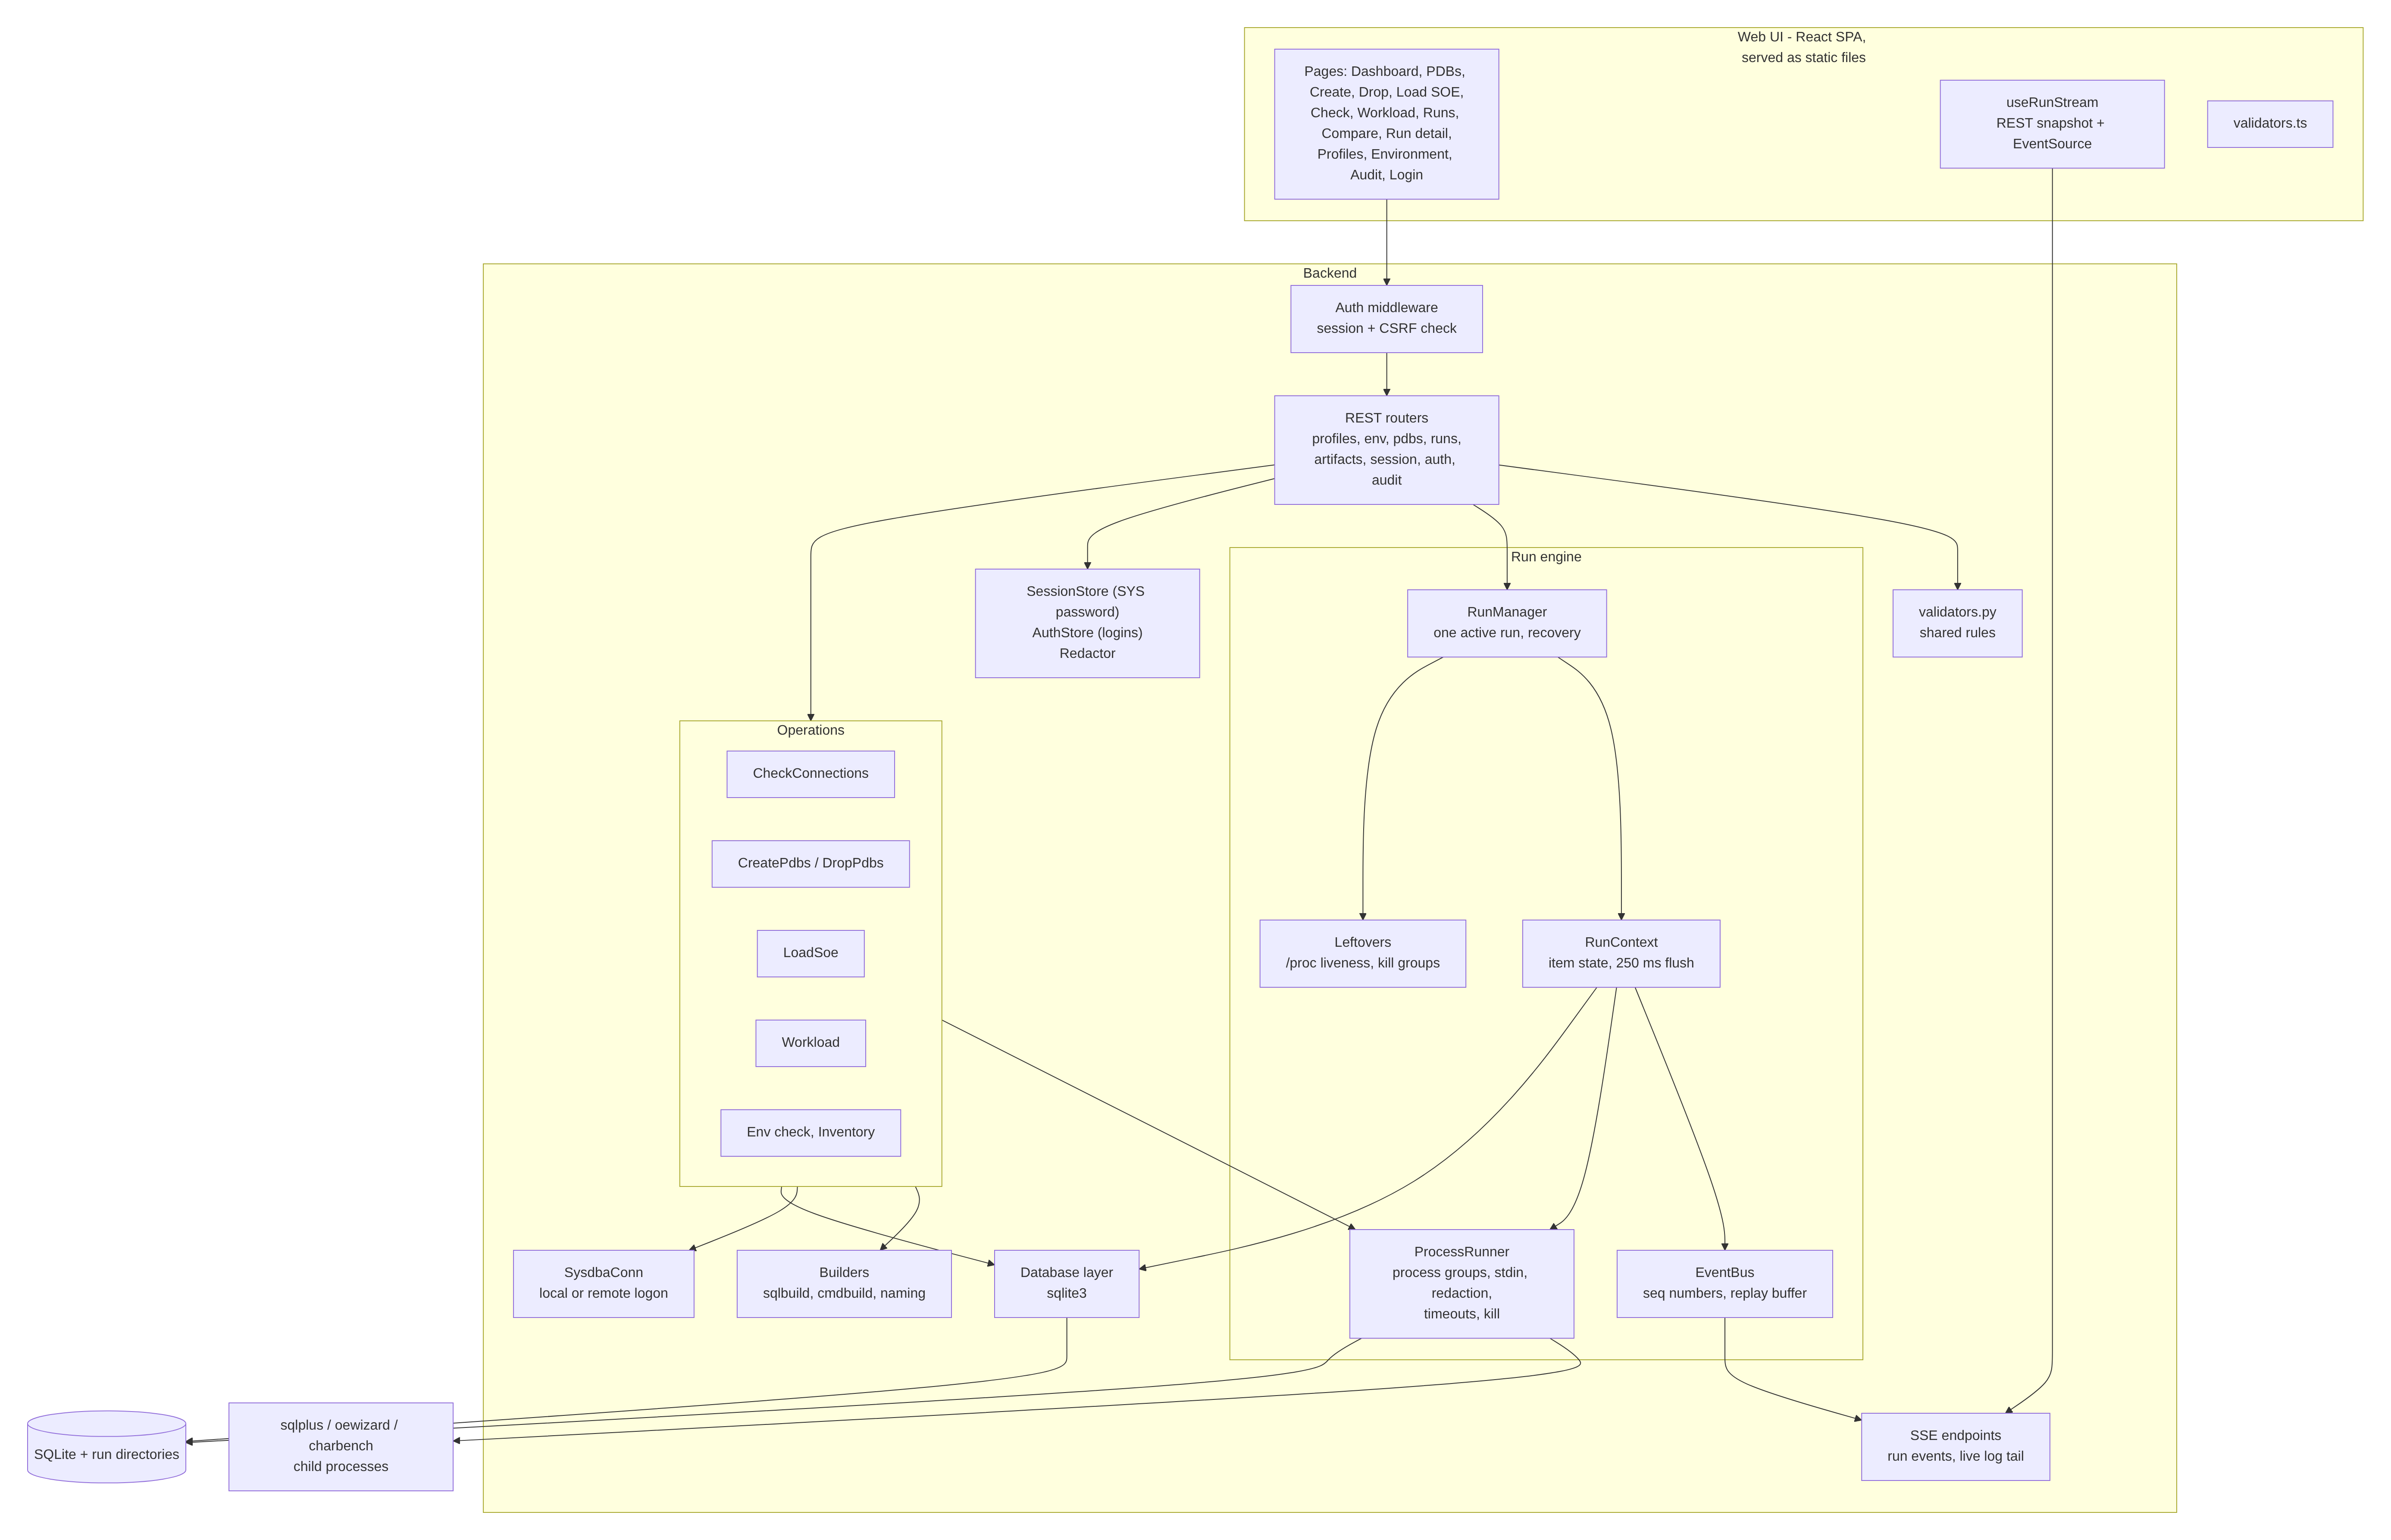 Web UI - React SPA,
served as static files
Pages: Dashboard, PDBs,
Create, Drop, Load SOE,
Check, Workload, Runs,
Compare, Run detail,
Profiles, Environment,
Audit, Login
useRunStream
REST snapshot +
EventSource
validators.ts
Backend
Auth middleware
session + CSRF check
REST routers
profiles, env, pdbs, runs,
artifacts, session, auth,
audit
SessionStore (SYS
password)
AuthStore (logins)
Redactor
Run engine
RunManager
one active run, recovery
validators.py
shared rules
Operations
CheckConnections
CreatePdbs / DropPdbs
LoadSoe
Workload
Env check, Inventory
Leftovers
/proc liveness, kill groups
RunContext
item state, 250 ms flush
SysdbaConn
local or remote logon
Builders
sqlbuild, cmdbuild, naming
Database layer
sqlite3
ProcessRunner
process groups, stdin,
redaction,
timeouts, kill
EventBus
seq numbers, replay buffer
SQLite + run directories
sqlplus / oewizard /
charbench
child processes
SSE endpoints
run events, live log tail